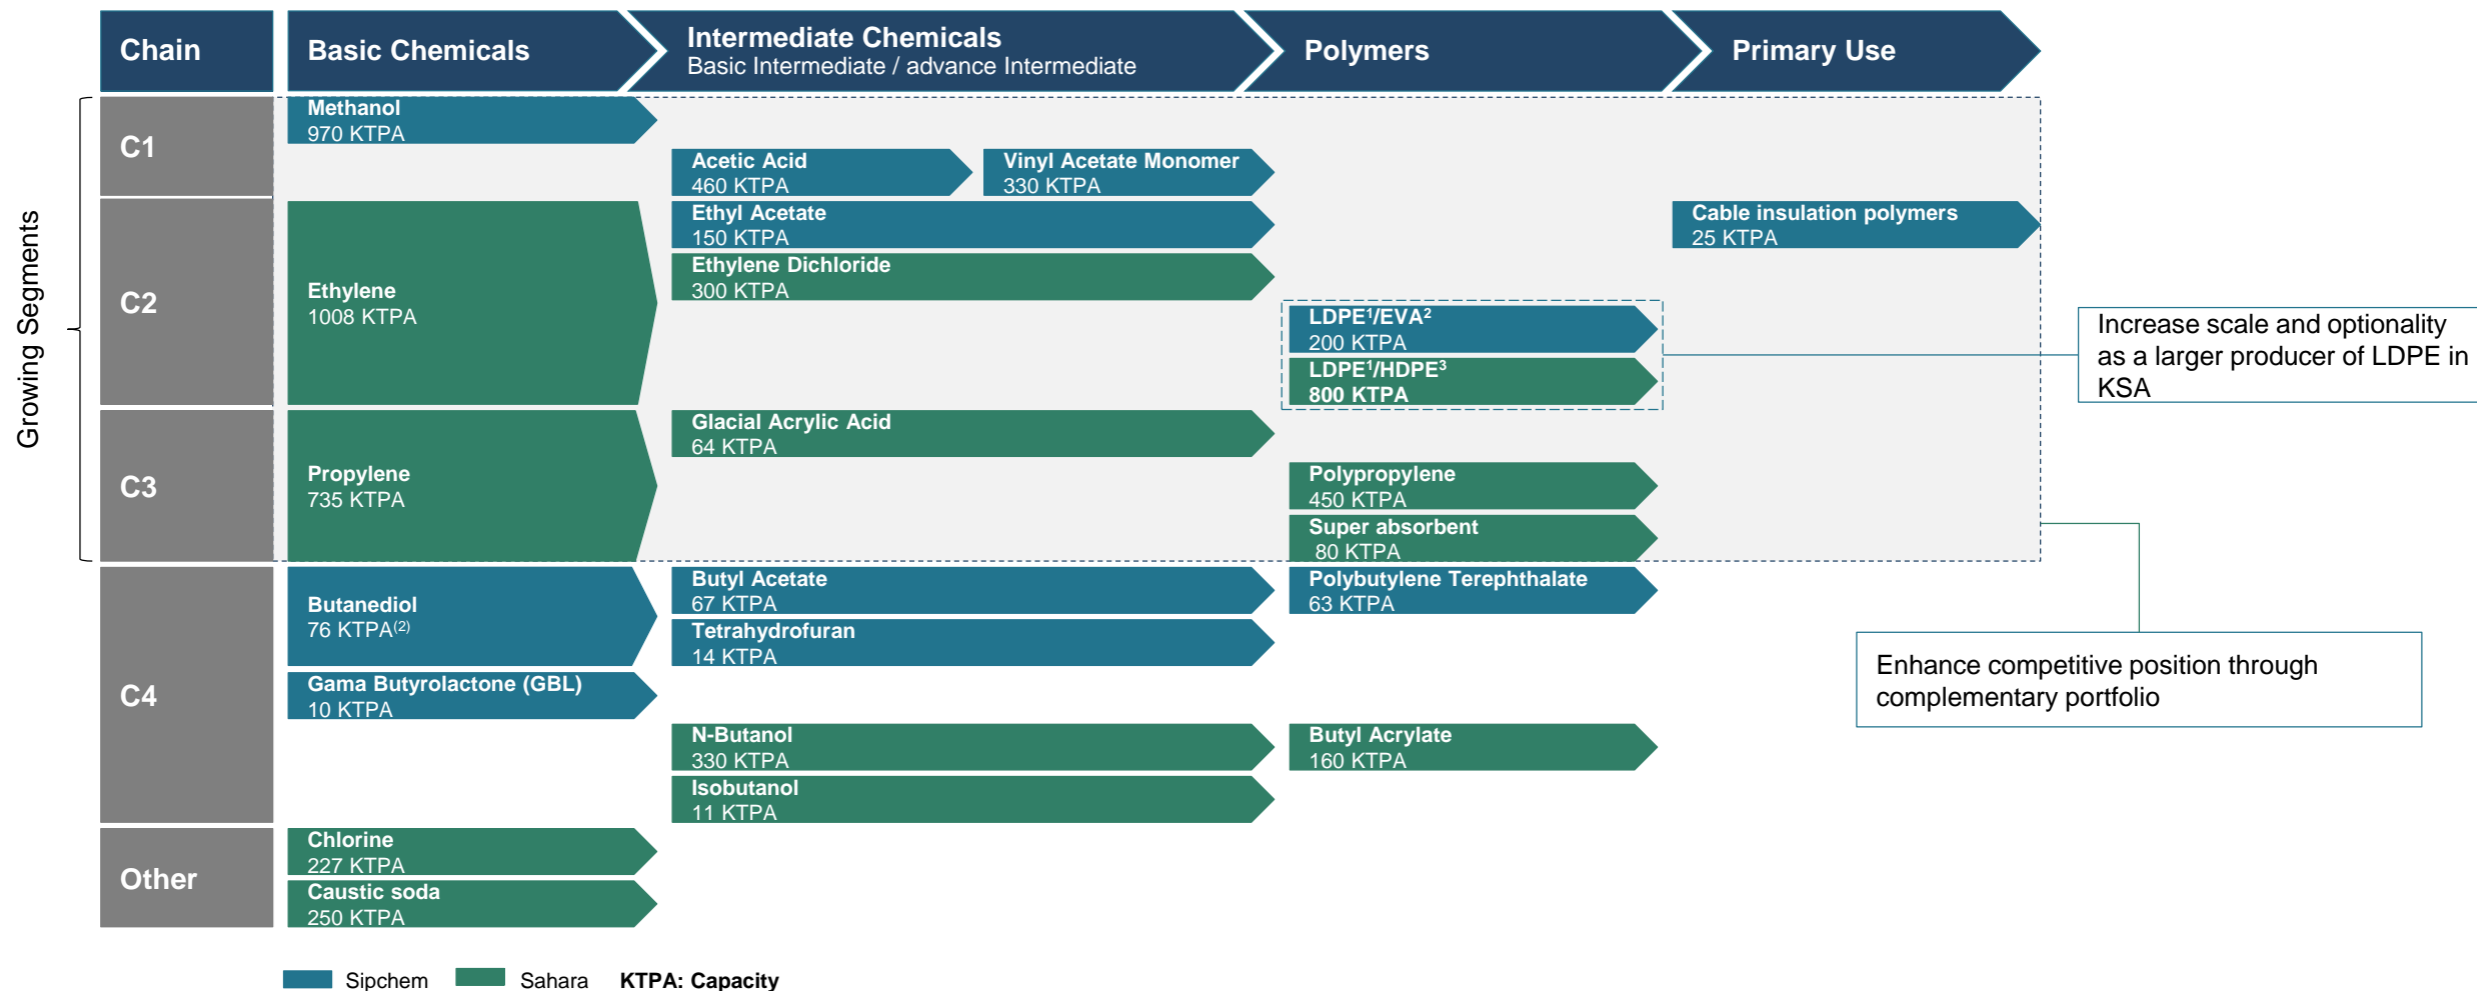 Chain
Basic Chemicals
Intermediate Chemicals
Basic Intermediate / advance Intermediate
Polymers
Primary Use
Growing Segments
C1
Methanol
970 KTPA
Acetic Acid
460 KTPA
Vinyl Acetate Monomer
330 KTPA
C2
Ethylene
1008 KTPA
Ethyl Acetate
150 KTPA
Cable insulation polymers
25 KTPA
Ethylene Dichloride
300 KTPA
LDPE¹/EVA²
200 KTPA
LDPE¹/HDPE³
800 KTPA
Increase scale and optionality
as a larger producer of LDPE in
KSA
C3
Propylene
735 KTPA
Glacial Acrylic Acid
64 KTPA
Polypropylene
450 KTPA
Super absorbent
80 KTPA
Enhance competitive position through
complementary portfolio
C4
Butanediol
76 KTPA⁽²⁾
Butyl Acetate
67 KTPA
Polybutylene Terephthalate
63 KTPA
Tetrahydrofuran
14 KTPA
Gama Butyrolactone (GBL)
10 KTPA
N-Butanol
330 KTPA
Butyl Acrylate
160 KTPA
Isobutanol
11 KTPA
Other
Chlorine
227 KTPA
Caustic soda
250 KTPA
Sipchem Sahara KTPA: Capacity